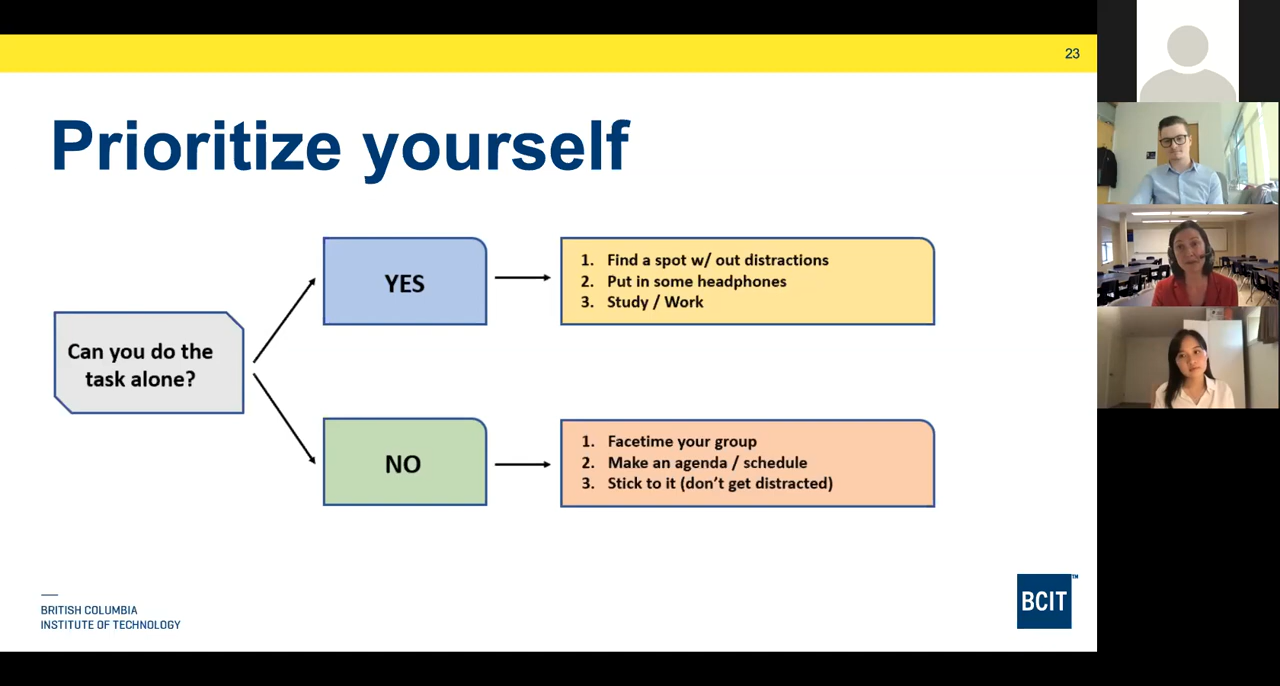 23
Prioritize yourself
Can you do the
task alone?
YES
1. Find a spot w/ out distractions
2. Put in some headphones
3. Study / Work
NO
1. Facetime your group
2. Make an agenda / schedule
3. Stick to it (don’t get distracted)
BRITISH COLUMBIA
INSTITUTE OF TECHNOLOGY
BCIT™